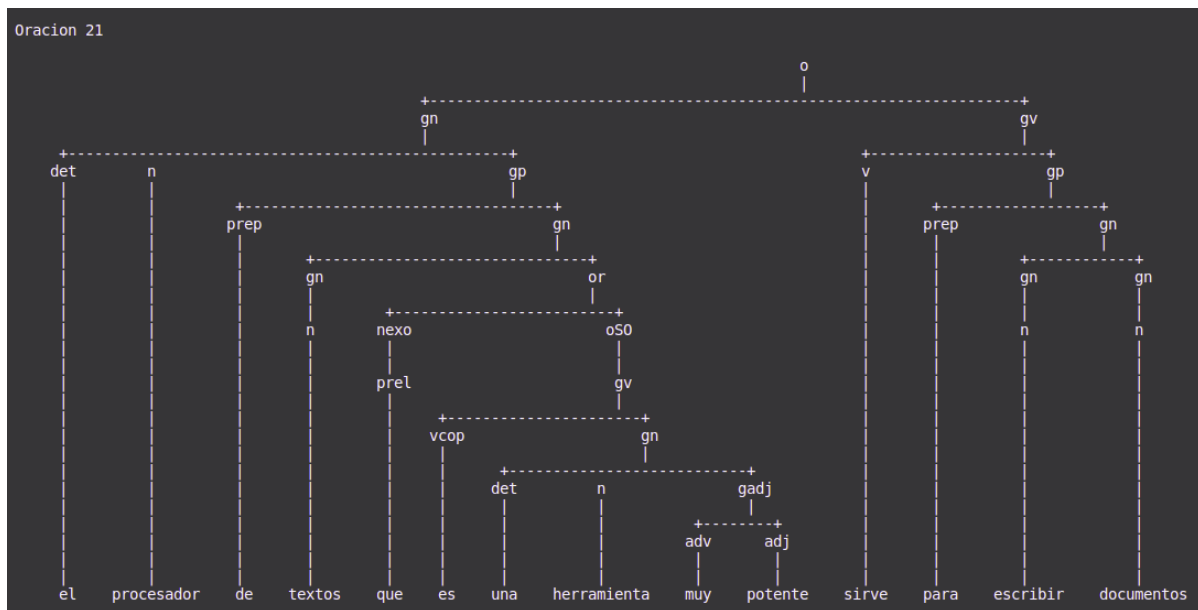 Oracion 21
o
gn gv
det n gp v gp
prep gn prep gn
gn or gn gn
n nexo oSO n n
prel gv
vcop gn
det n gadj
adv adj
el procesador de textos que es una herramienta muy potente sirve para escribir documentos